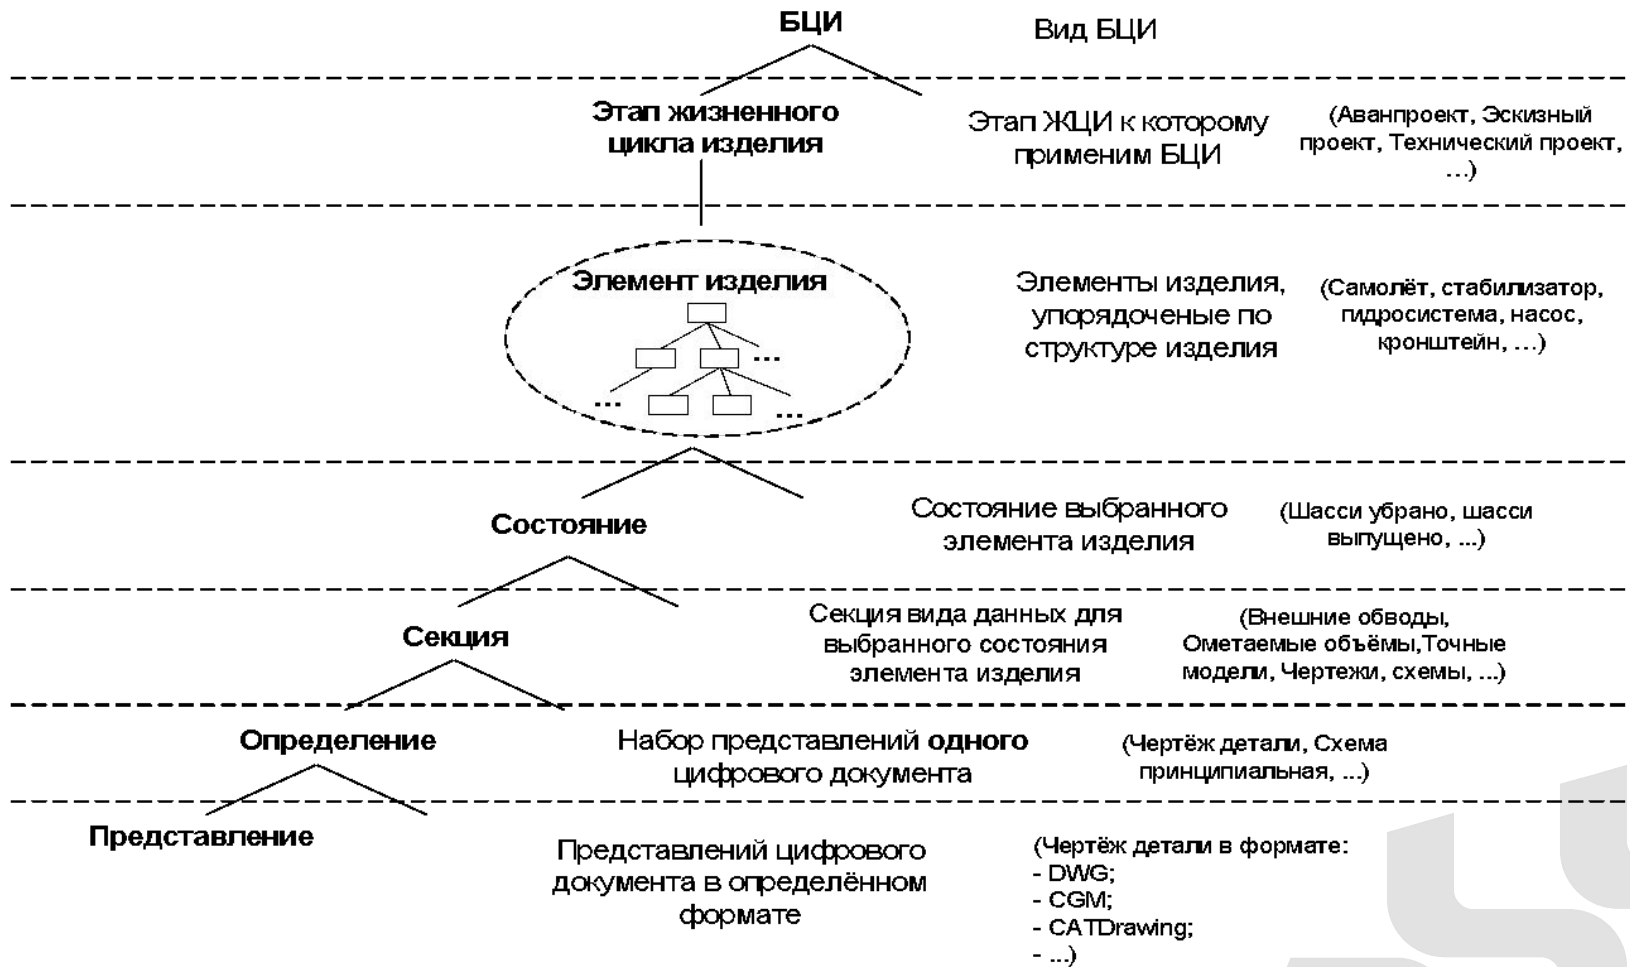 БЦИ
Вид БЦИ
Этап жизненного
цикла изделия
Этап ЖЦИ к которому
применим БЦИ
(Аванпроект, Эскизный
проект, Технический проект,
...)
Элемент изделия
...
...
...
Элементы изделия,
упорядоченые по
структуре изделия
(Самолёт, стабилизатор,
гидросистема, насос,
кронштейн, ...)
Состояние
Состояние выбранного
элемента изделия
(Шасси убрано, шасси
выпущено, ...)
Секция
Секция вида данных для
выбранного состояния
элемента изделия
(Внешние обводы,
Ометаемые объёмы,Точные
модели, Чертежи, схемы, ...)
Определение
Набор представлений одного
цифрового документа
(Чертёж детали, Схема
принципиальная, ...)
Представление
Представлений цифрового
документа в определённом
формате
(Чертёж детали в формате:
- DWG;
- CGM;
- CATDrawing;
- ...)